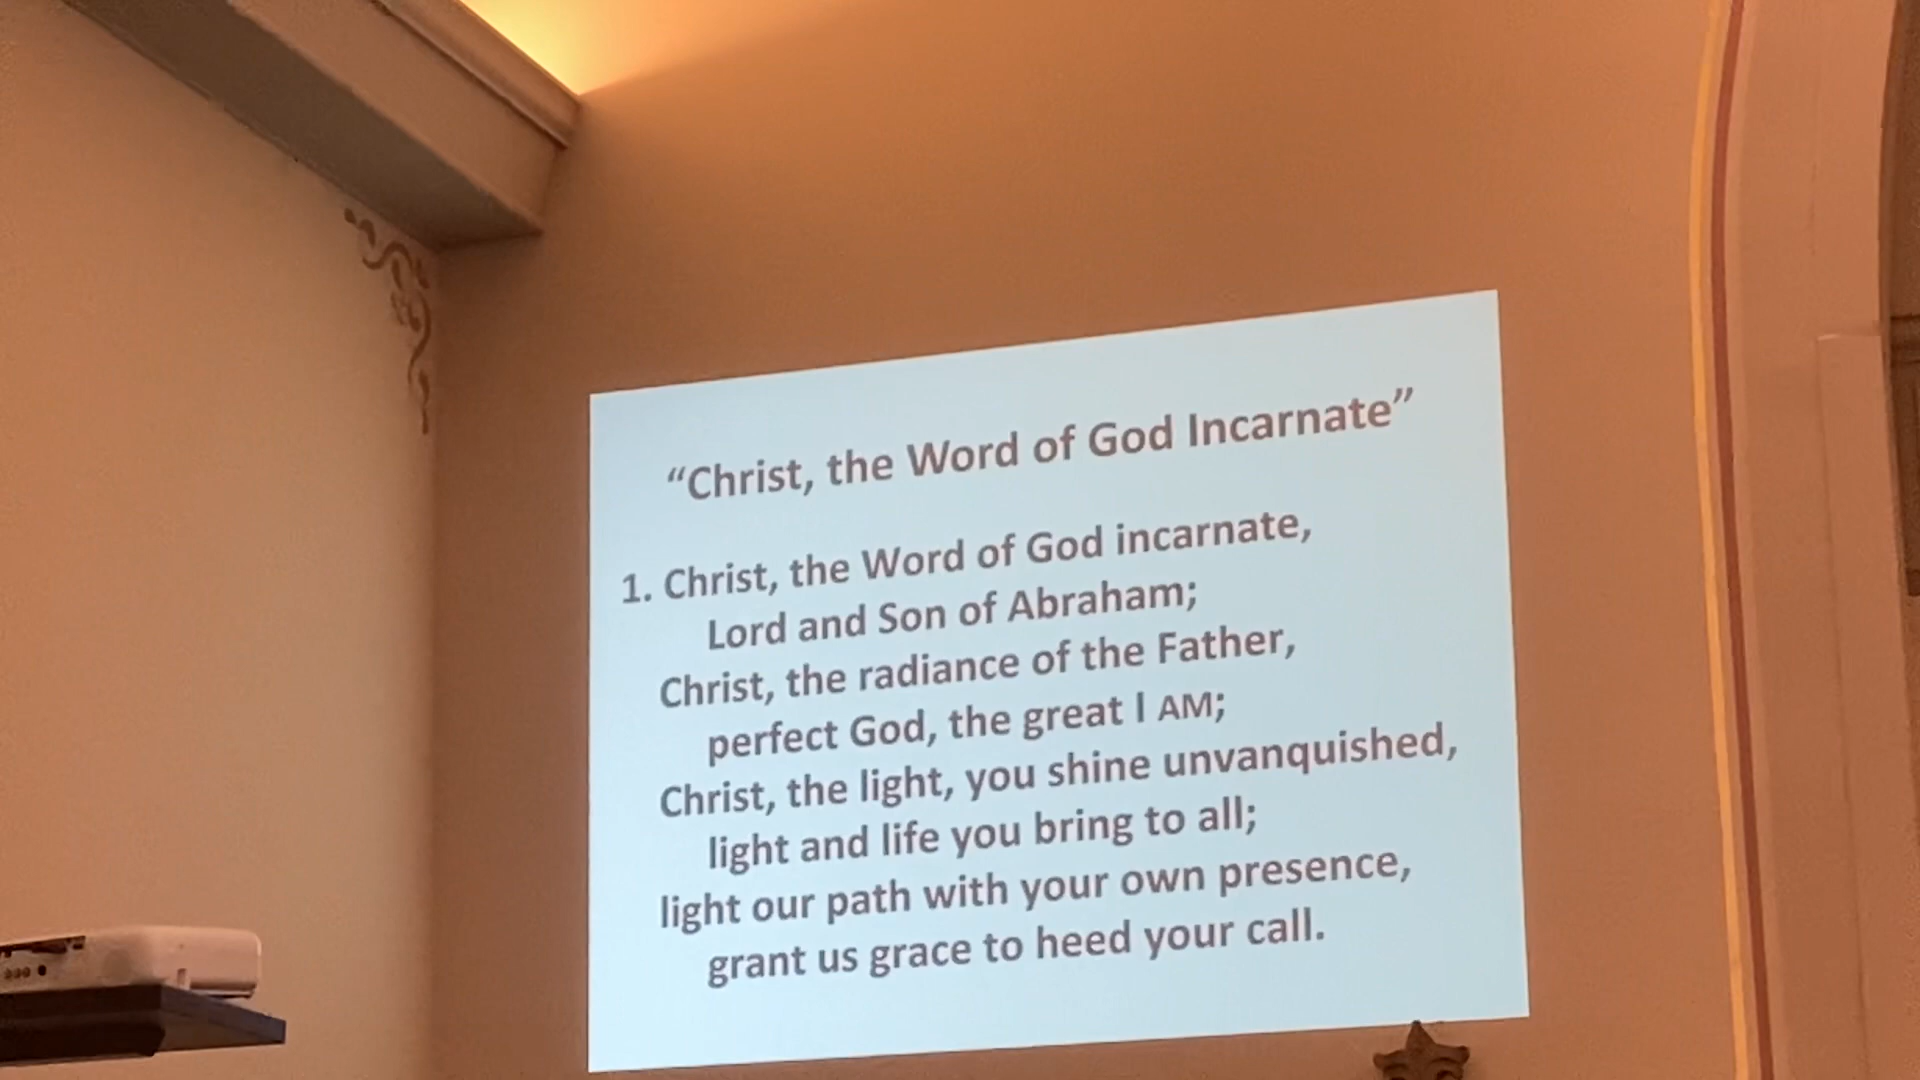 “Christ, the Word of God Incarnate”
1. Christ, the Word of God incarnate,
Lord and Son of Abraham;
Christ, the radiance of the Father,
perfect God, the great I AM;
Christ, the light, you shine unvanquished,
light and life you bring to all;
light our path with your own presence,
grant us grace to heed your call.